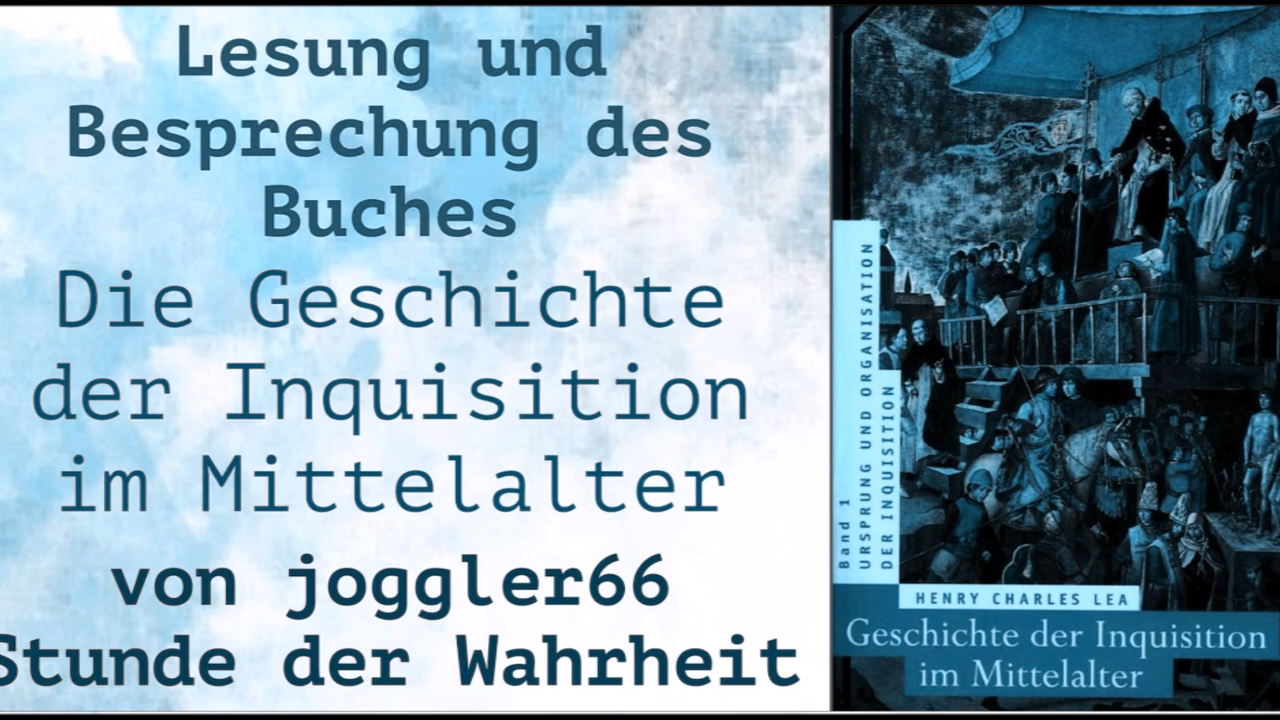 Lesung und
Besprechung des
Buches
Die Geschichte
der Inquisition
im Mittelalter
von joggler66
Stunde der Wahrheit
Band 1
URSPRUNG UND ORGANISATION
DER INQUISITION
HENRY CHARLES LEA
Geschichte der Inquisition
im Mittelalter